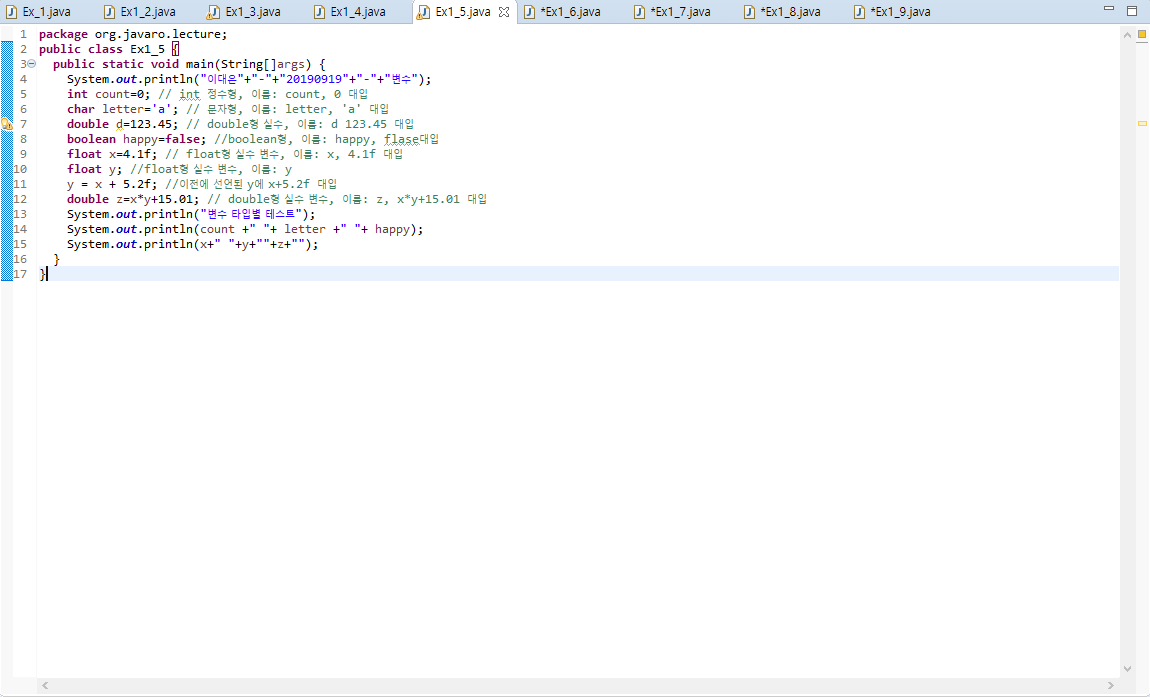 Ex_1.java Ex1_2.java Ex1_3.java Ex1_4.java Ex1_5.java *Ex1_6.java *Ex1_7.java *Ex1_8.java *Ex1_9.java
1 package org.javaro.lecture;
2 public class Ex1_5 {
3 public static void main(String[]args) {
4 System.out.println("이대은"+"-"+"20190919"+"-"+"변수");
5 int count=0; // int 정수형, 이름: count, 0 대입
6 char letter='a'; // 문자형, 이름: letter, 'a' 대입
7 double d=123.45; // double형 실수, 이름: d 123.45 대입
8 boolean happy=false; //boolean형, 이름: happy, flase대입
9 float x=4.1f; // float형 실수 변수, 이름: x, 4.1f 대입
10 float y; //float형 실수 변수, 이름: y
11 y = x + 5.2f; //이전에 선언된 y에 x+5.2f 대입
12 double z=x*y+15.01; // double형 실수 변수, 이름: z, x*y+15.01 대입
13 System.out.println("변수 타입별 테스트");
14 System.out.println(count +" "+ letter +" "+ happy);
15 System.out.println(x+" "+y+""+z+"");
16 }
17 }